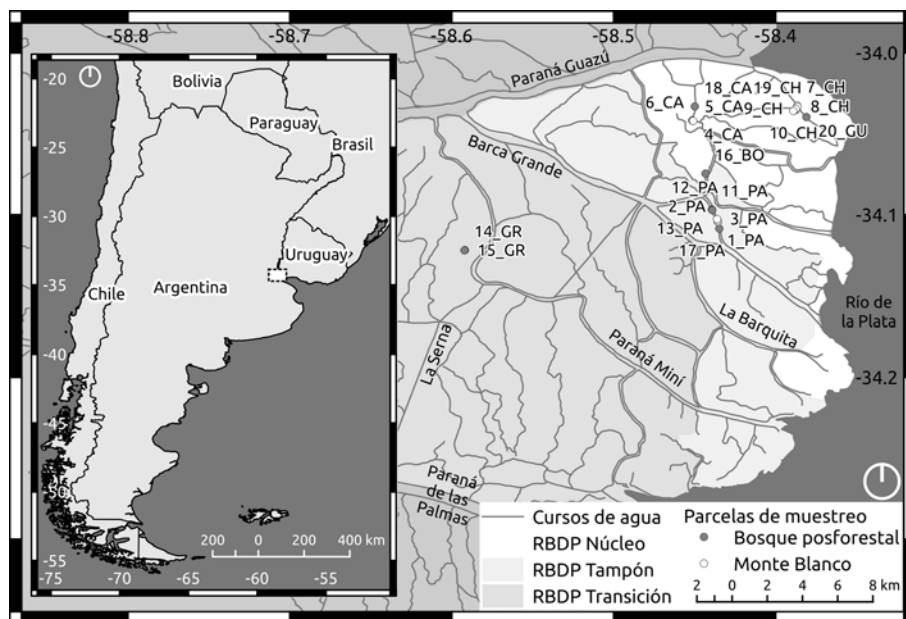 -58.8
-58.7
-58.6
-58.5
-58.4
-34.0
-34.1
-34.2
-20
-25
-30
-35
-40
-45
-50
-55
-75
-70
-65
-60
-55
Bolivia
Paraguay
Brasil
Uruguay
Chile
Argentina
200 0 200 400 km
Paraná Guazú
Barca Grande
La Serna
Paraná Miní
La Barquita
Paraná
de las
Palmas
Río de
la Plata
18_CA
19_CH
7_CH
6_CA
5_CA
9_CH
8_CH
4_CA
10_CH
20_GU
16_BO
12_PA
11_PA
2_PA
3_PA
13_PA
1_PA
17_PA
14_GR
15_GR
Cursos de agua
RBDP Núcleo
RBDP Tampón
RBDP Transición
Parcelas de muestreo
Bosque posforestal
Monte Blanco
2 0 2 4 6 8 km